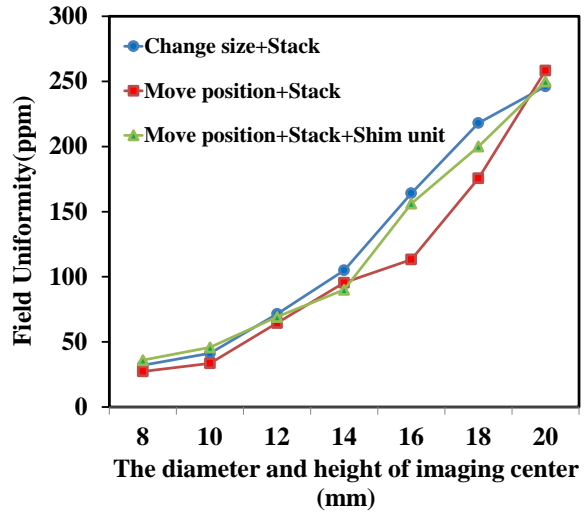 300
250
200
150
100
50
0
Field Uniformity(ppm)
Change size+Stack
Move position+Stack
Move position+Stack+Shim unit
8 10 12 14 16 18 20
The diameter and height of imaging center
(mm)